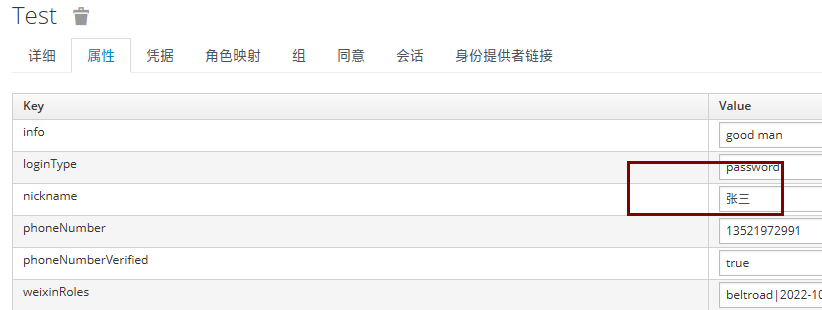 Test
详细 属性 凭据 角色映射 组 同意 会话 身份提供者链接
Key Value
info good man
loginType password
nickname 张三
phoneNumber 13521972991
phoneNumberVerified true
weixinRoles beltroad|2022-10